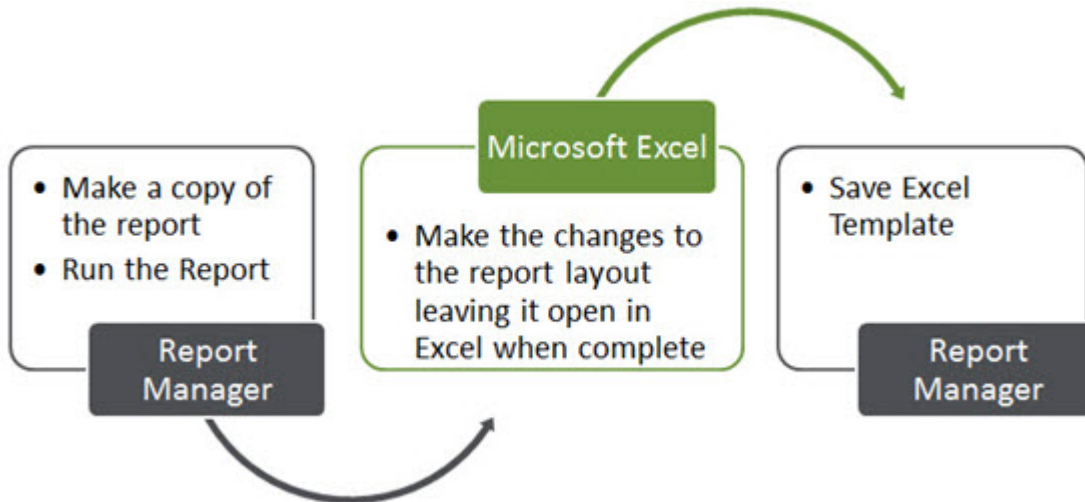 • Make a copy of
the report
• Run the Report
Report
Manager
Microsoft Excel
• Make the changes to
the report layout
leaving it open in
Excel when complete
• Save Excel
Template
Report
Manager